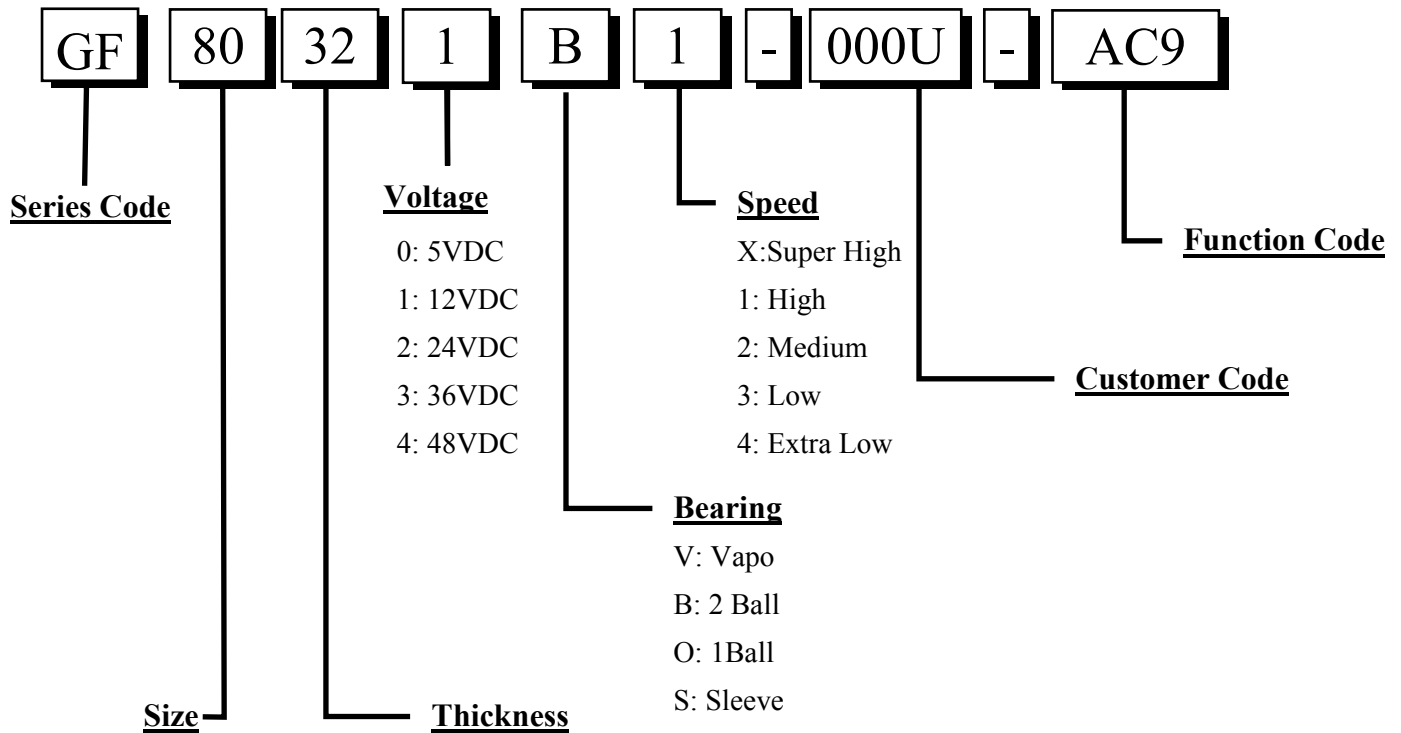 GF 80 32 1 B 1 - 000U - AC9
Series Code
Voltage
0: 5VDC
1: 12VDC
2: 24VDC
3: 36VDC
4: 48VDC
Speed
X:Super High
1: High
2: Medium
3: Low
4: Extra Low
Function Code
Customer Code
Bearing
V: Vapo
B: 2 Ball
O: 1Ball
S: Sleeve
Size
Thickness